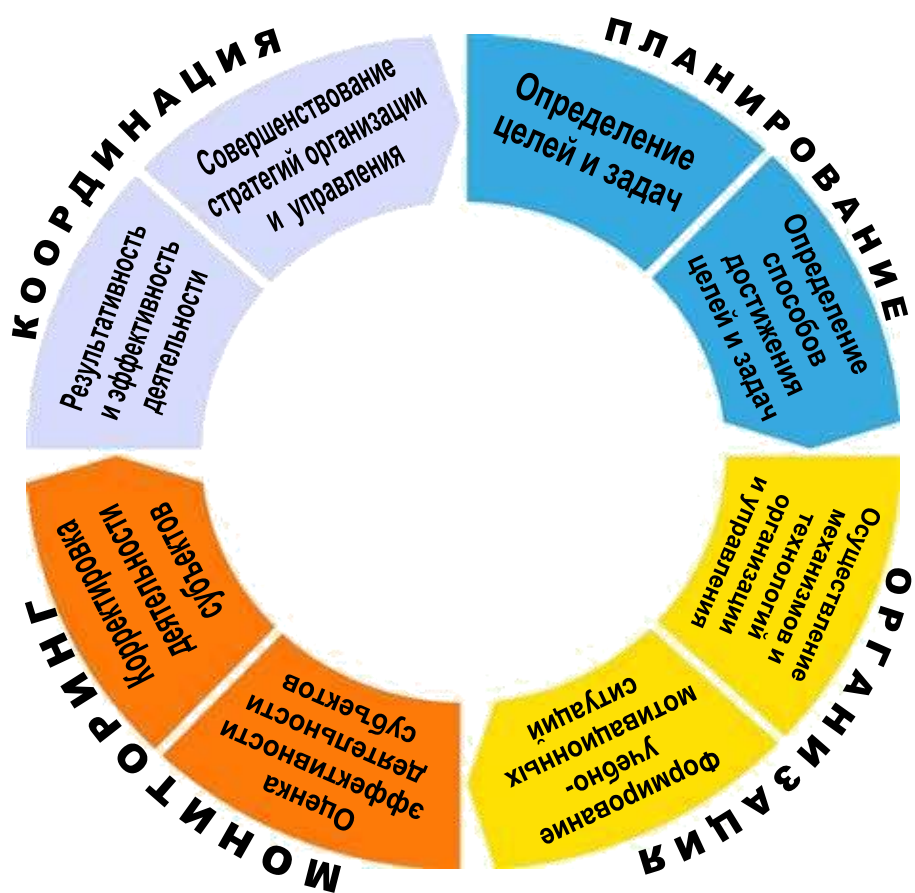 ПЛАНИРОВАНИЕ
Определение
целей и задач
Определение
способов
достижения
целей и задач
ОРГАНИЗАЦИЯ
Осуществление
механизмов и
технологий
организации
и управления
Формирование
учебно-
мотивационных
ситуаций
МОНИТОРИНГ
Оценка
эффективности
деятельности
субъектов
Корректировка
деятельности
субъектов
КООРДИНАЦИЯ
Результативность
и эффективность
деятельности
Совершенствование
стратегий организации
и управления